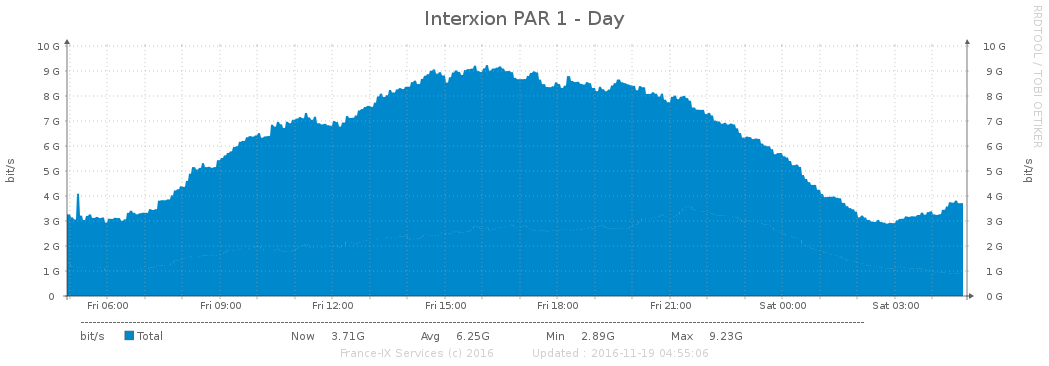 Interxion PAR 1 - Day
RRDTOOL / TOBI OETIKER
bit/s
10 G
9 G
8 G
7 G
6 G
5 G
4 G
3 G
2 G
1 G
0
10 G
9 G
8 G
7 G
6 G
5 G
4 G
3 G
2 G
1 G
0 G
bit/s
Fri 06:00 Fri 09:00 Fri 12:00 Fri 15:00 Fri 18:00 Fri 21:00 Sat 00:00 Sat 03:00
bit/s Total Now 3.71G Avg 6.25G Min 2.89G Max 9.23G
France-IX Services (c) 2016 Updated : 2016-11-19 04:55:06